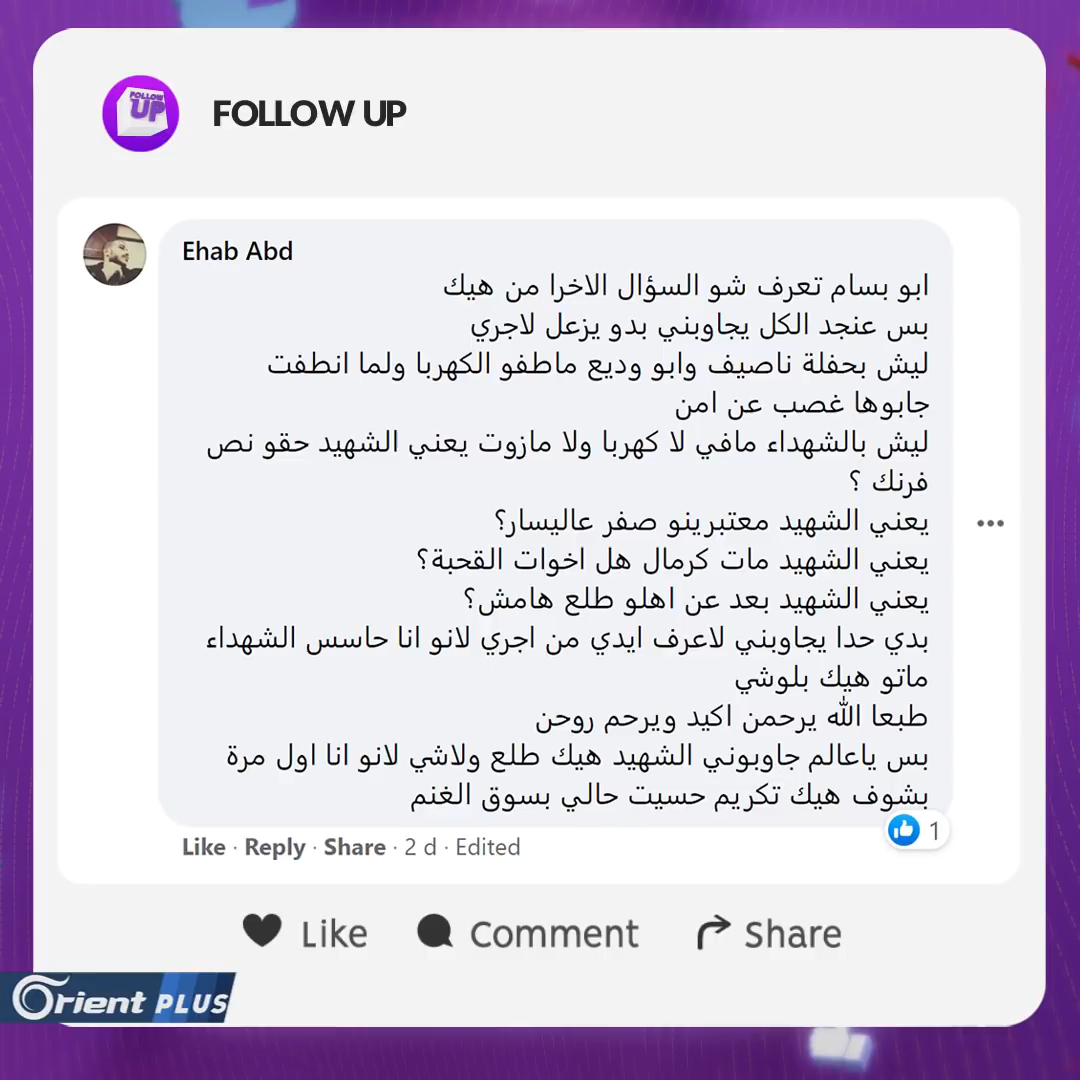 FOLLOW UP
FOLLOW UP
Ehab Abd
ابو بسام تعرف شو السؤال الاخرا من هيك
بس عنجد الكل يجاوبني بدو يزعل لاجري
ليش بحفلة ناصيف وابو وديع ماطفو الكهربا ولما انطفت
جابوها غصب عن امن
ليش بالشهداء مافي لا كهربا ولا مازوت يعني الشهيد حقو نص
فرنك ؟
يعني الشهيد معتبرينو صفر عاليسار؟
يعني الشهيد مات كرمال هل اخوات القحبة؟
يعني الشهيد بعد عن اهلو طلع هامش؟
بدي حدا يجاوبني لاعرف ايدي من اجري لانو انا حاسس الشهداء
ماتو هيك بلوشي
طبعا الله يرحمن اكيد ويرحم روحن
بس ياعالم جاوبوني الشهيد هيك طلع ولاشي لانو انا اول مرة
بشوف هيك تكريم حسيت حالي بسوق الغنم
1
Like · Reply · Share · 2 d · Edited
Like Comment Share
Orient PLUS